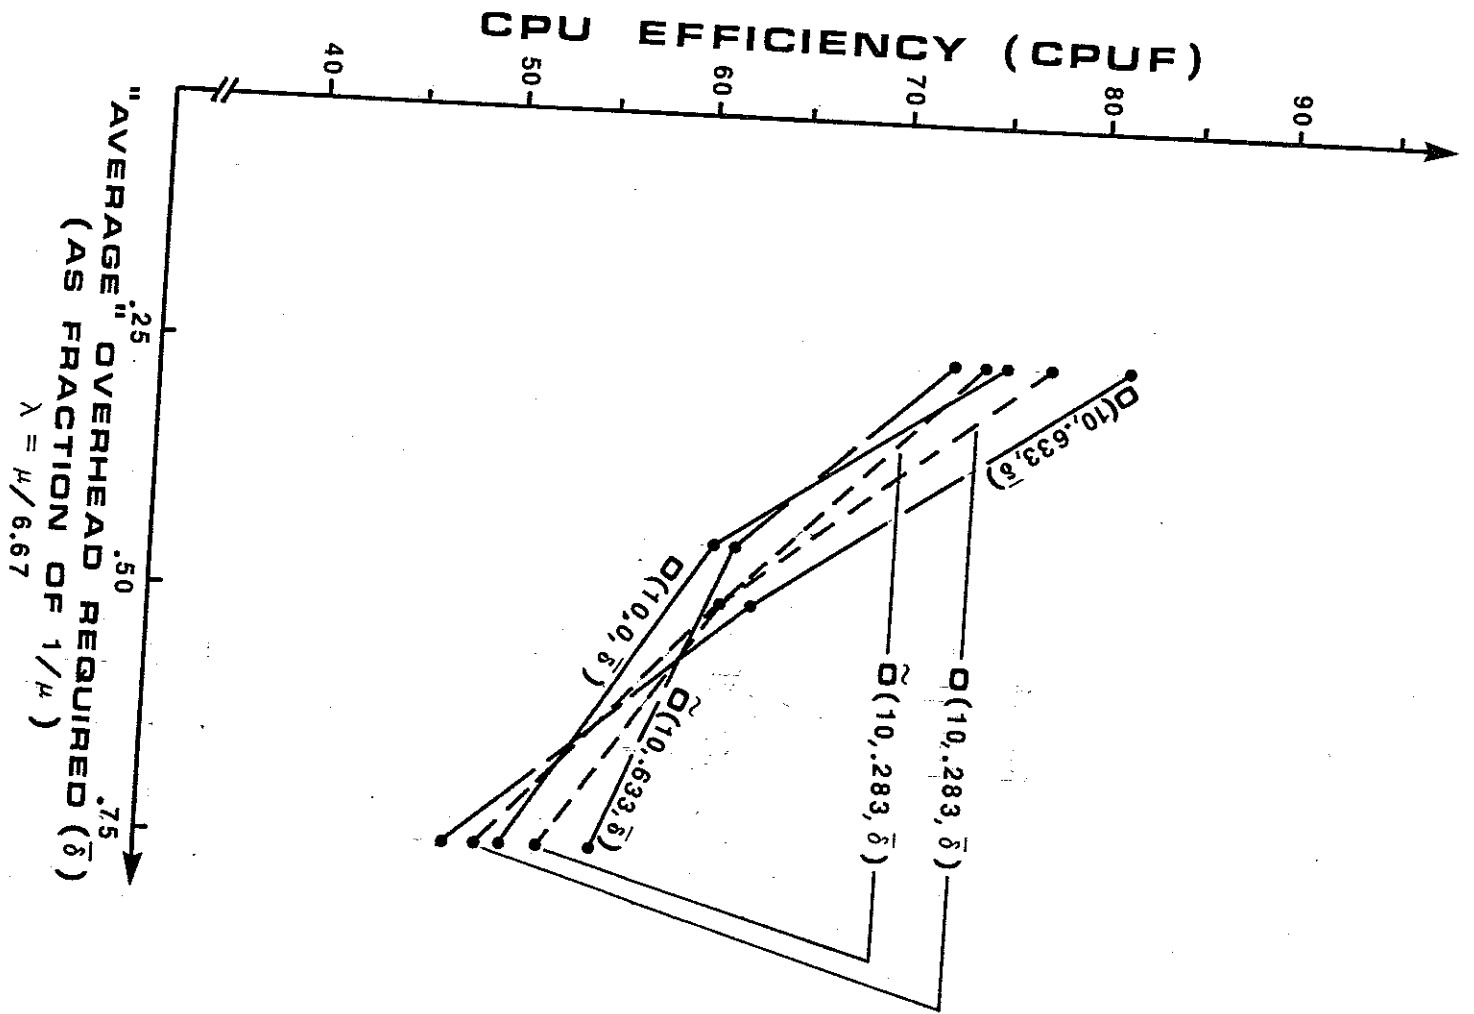 CPU EFFICIENCY (CPUF)
40
50
60
70
80
90
.25
.50
.75
"AVERAGE" OVERHEAD REQUIRED (δ̅)
(AS FRACTION OF 1/μ)
λ = μ/6.67
□(10,.633,δ̅)
□(10,0,δ̅)
□̃(10,.633,δ̅)
□̃(10,.283,δ̅)
□(10,.283,δ̅)